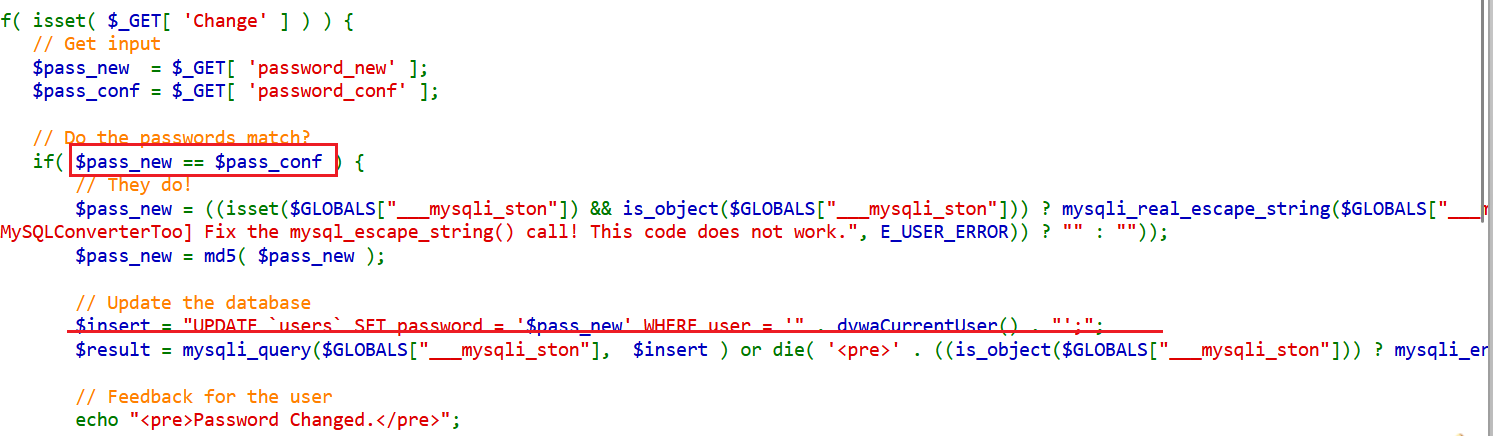 f( isset( $_GET[ 'Change' ] ) ) {
// Get input
$pass_new = $_GET[ 'password_new' ];
$pass_conf = $_GET[ 'password_conf' ];
// Do the passwords match?
if( $pass_new == $pass_conf ) {
// They do!
$pass_new = ((isset($GLOBALS["___mysqli_ston"]) && is_object($GLOBALS["___mysqli_ston"])) ? mysqli_real_escape_string($GLOBALS["___m
MySQLConverterToo] Fix the mysql_escape_string() call! This code does not work.", E_USER_ERROR)) ? "" : ""));
$pass_new = md5( $pass_new );
// Update the database
$insert = "UPDATE `users` SET password = '$pass_new' WHERE user = '" . dvwaCurrentUser() . "';";
$result = mysqli_query($GLOBALS["___mysqli_ston"], $insert ) or die( '<pre>' . ((is_object($GLOBALS["___mysqli_ston"])) ? mysqli_er
// Feedback for the user
echo "<pre>Password Changed.</pre>";